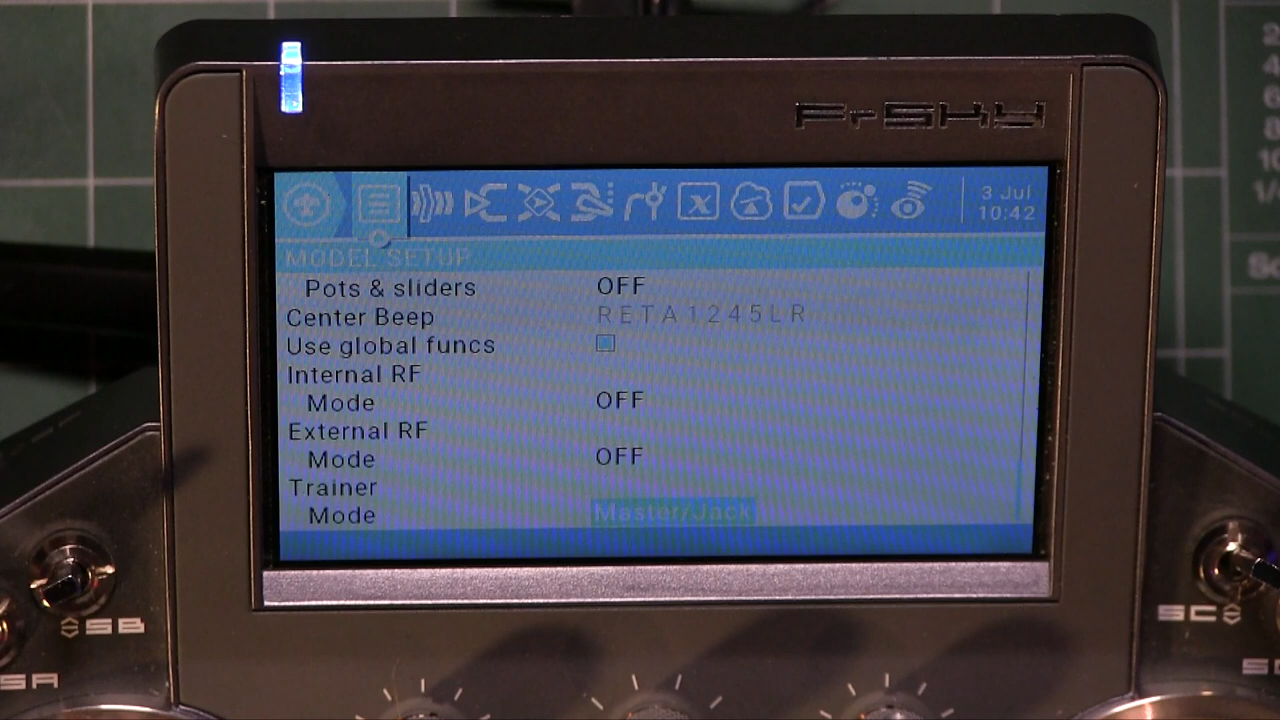 FrSKY
3 Jul
10:42
MODEL SETUP
Pots & sliders OFF
Center Beep RETA1245LR
Use global funcs
Internal RF
Mode OFF
External RF
Mode OFF
Trainer
Mode Master/Jack
SB
SC
SA